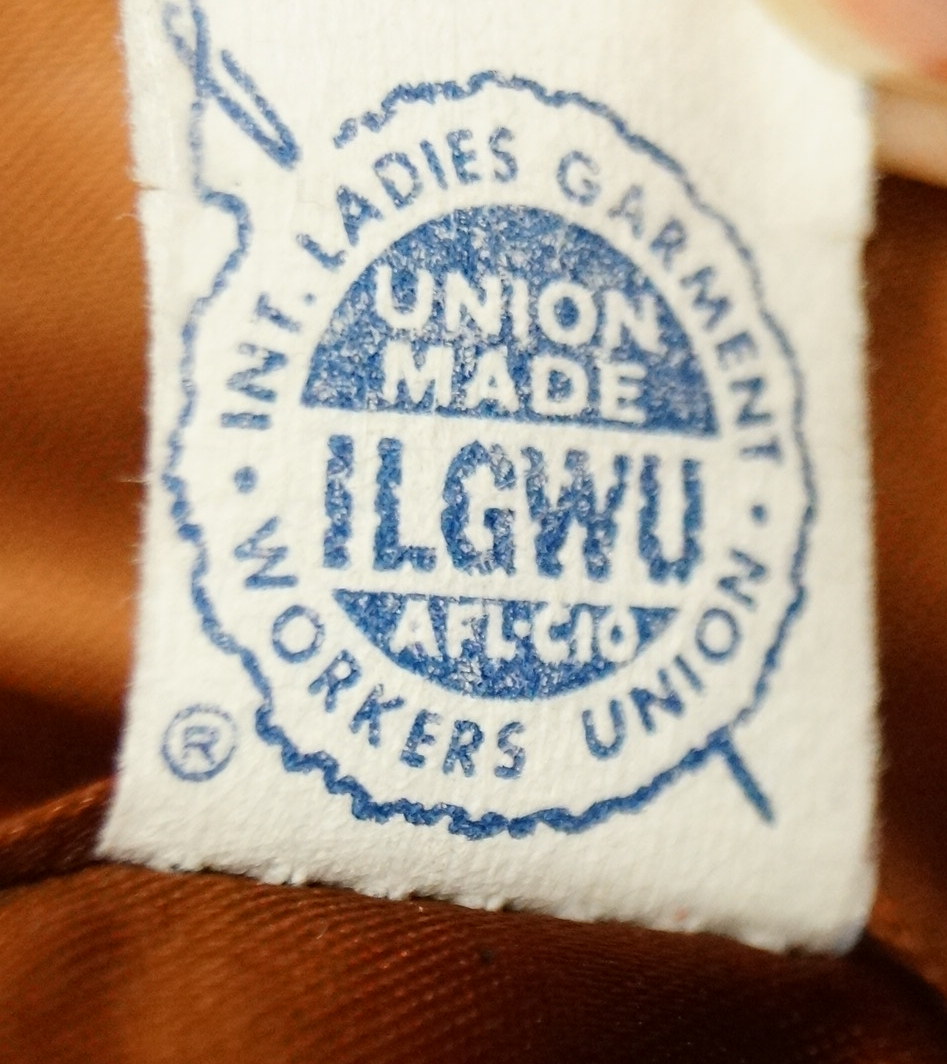 INT. LADIES GARMENT
UNION
MADE
ILGWU
AFL·CIO
• WORKERS UNION •
®